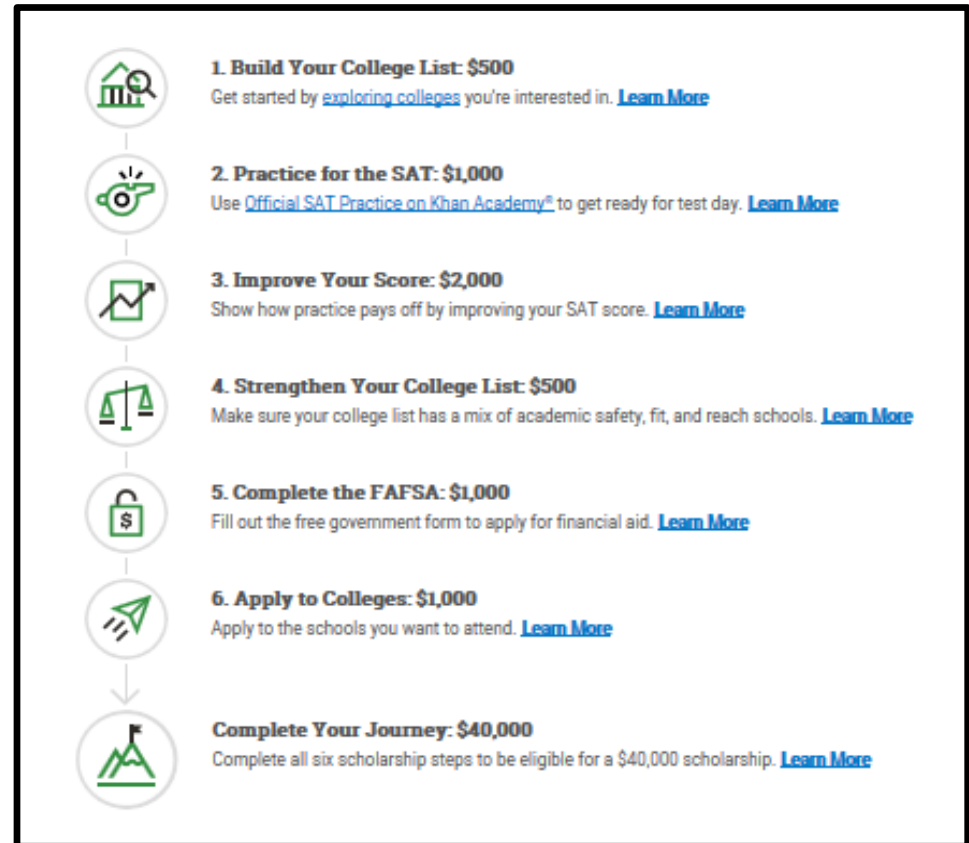 1. Build Your College List: $500
Get started by exploring colleges you're interested in. Learn More
2. Practice for the SAT: $1,000
Use Official SAT Practice on Khan Academy® to get ready for test day. Learn More
3. Improve Your Score: $2,000
Show how practice pays off by improving your SAT score. Learn More
4. Strengthen Your College List: $500
Make sure your college list has a mix of academic safety, fit, and reach schools. Learn More
$
5. Complete the FAFSA: $1,000
Fill out the free government form to apply for financial aid. Learn More
6. Apply to Colleges: $1,000
Apply to the schools you want to attend. Learn More
Complete Your Journey: $40,000
Complete all six scholarship steps to be eligible for a $40,000 scholarship. Learn More